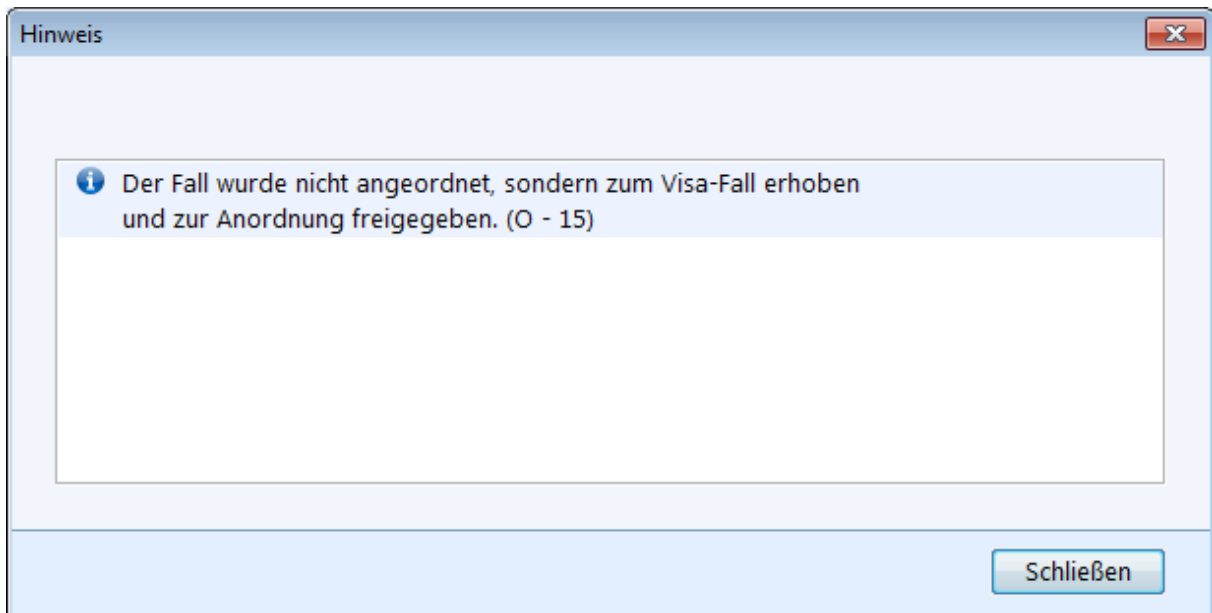 Hinweis
Der Fall wurde nicht angeordnet, sondern zum Visa-Fall erhoben
und zur Anordnung freigegeben. (O - 15)
Schließen